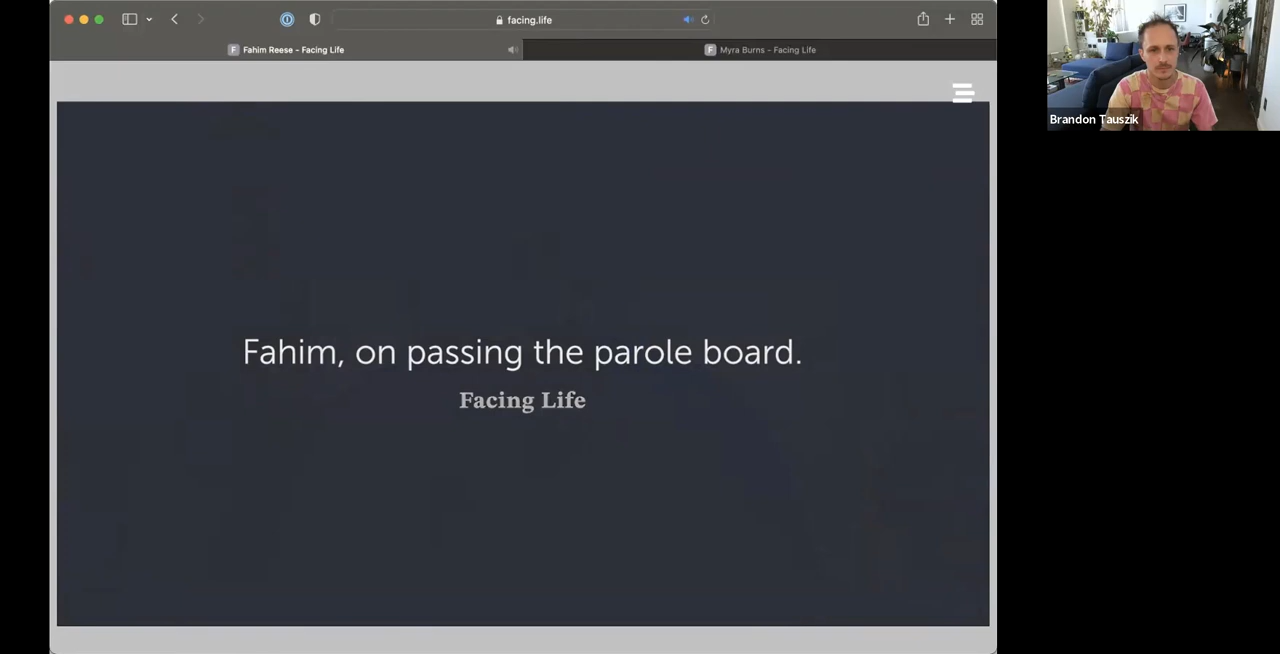 facing.life
F Fahim Reese – Facing Life
F Myra Burns – Facing Life
Fahim, on passing the parole board.
Facing Life
Brandon Tauszik